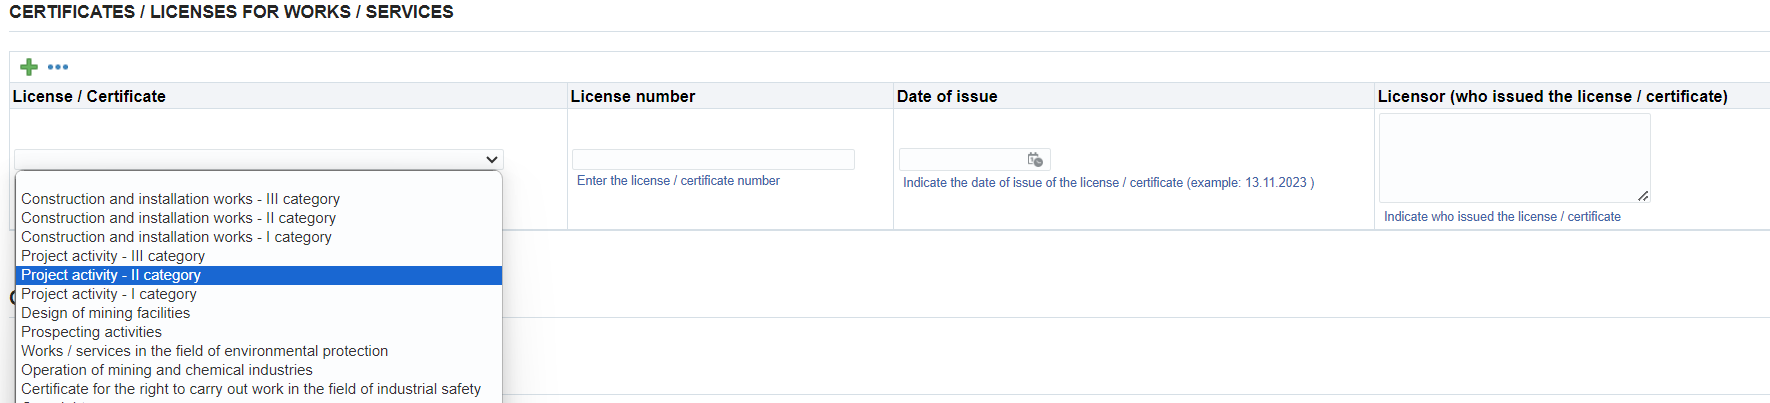 CERTIFICATES / LICENSES FOR WORKS / SERVICES
License / Certificate
License number
Date of issue
Licensor (who issued the license / certificate)
Enter the license / certificate number
Indicate the date of issue of the license / certificate (example: 13.11.2023 )
Indicate who issued the license / certificate
Construction and installation works - III category
Construction and installation works - II category
Construction and installation works - I category
Project activity - III category
Project activity - II category
Project activity - I category
Design of mining facilities
Prospecting activities
Works / services in the field of environmental protection
Operation of mining and chemical industries
Certificate for the right to carry out work in the field of industrial safety